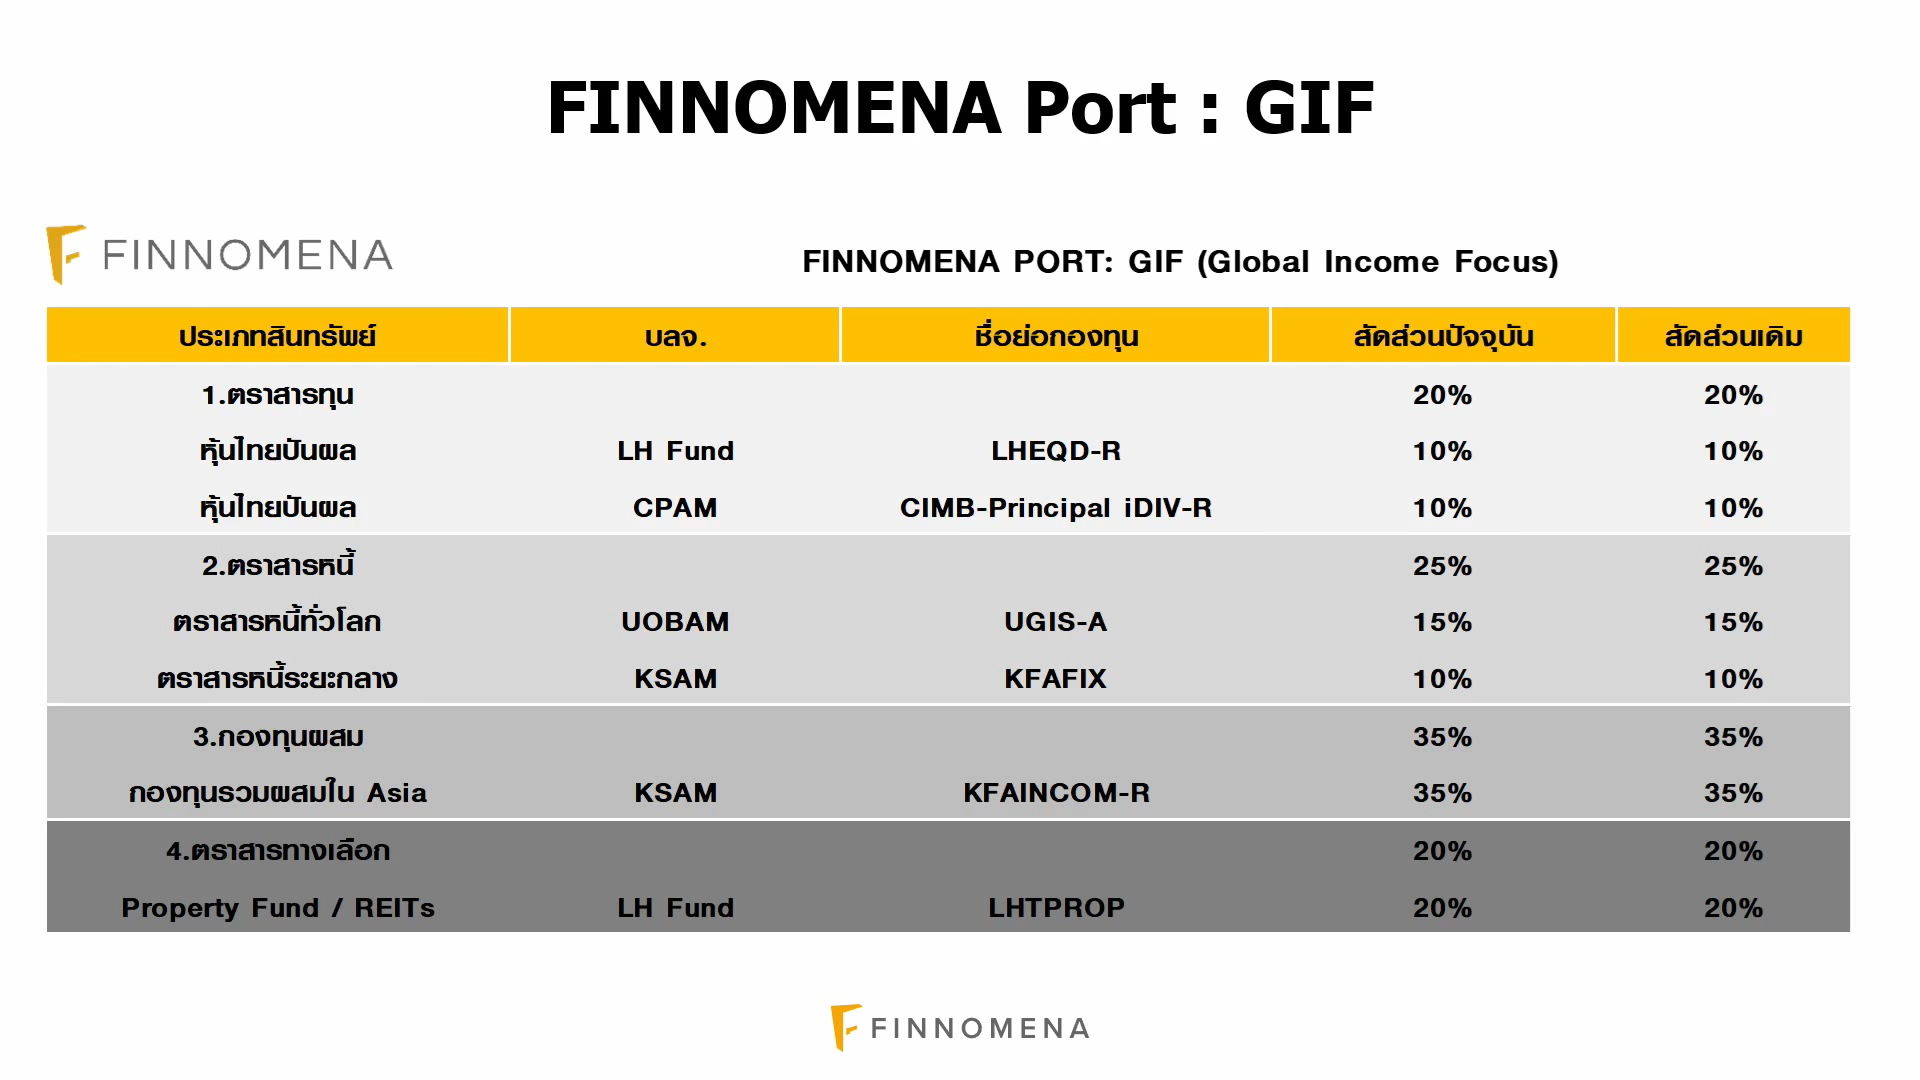 FINNOMENA Port : GIF
FINNOMENA
FINNOMENA PORT: GIF (Global Income Focus)
ประเภทสินทรัพย์ บลจ. ชื่อย่อกองทุน สัดส่วนปัจจุบัน สัดส่วนเดิม
1.ตราสารทุน 20% 20%
หุ้นไทยปันผล LH Fund LHEQD-R 10% 10%
หุ้นไทยปันผล CPAM CIMB-Principal iDIV-R 10% 10%
2.ตราสารหนี้ 25% 25%
ตราสารหนี้ทั่วโลก UOBAM UGIS-A 15% 15%
ตราสารหนี้ระยะกลาง KSAM KFAFIX 10% 10%
3.กองทุนผสม 35% 35%
กองทุนรวมผสมใน Asia KSAM KFAINCOM-R 35% 35%
4.ตราสารทางเลือก 20% 20%
Property Fund / REITs LH Fund LHTPROP 20% 20%
FINNOMENA